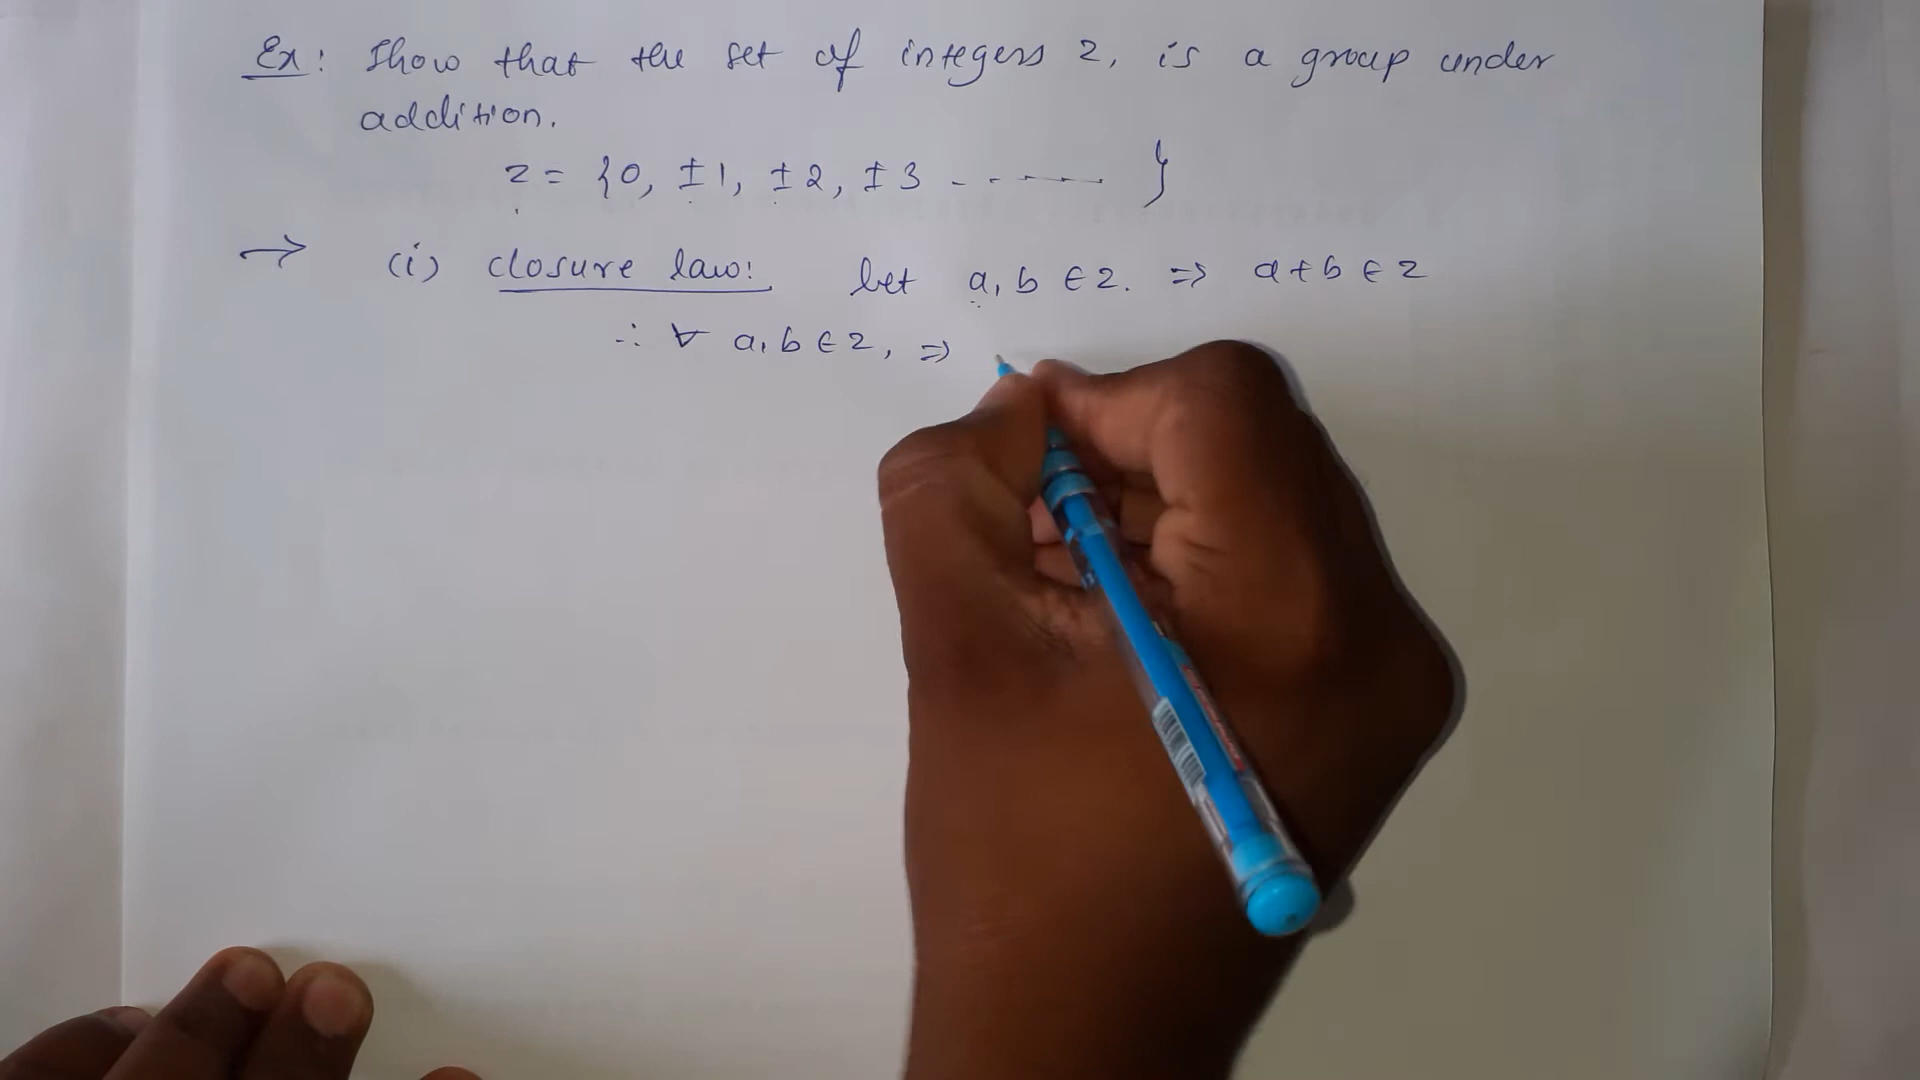 Ex: Show that the set of integers Z, is a group under
addition.
Z = {0, ±1, ±2, ±3 - - - - - }
→ (i) closure law: let a, b ∈ Z. ⇒ a+b ∈ Z
∴ ∀ a, b ∈ Z, ⇒